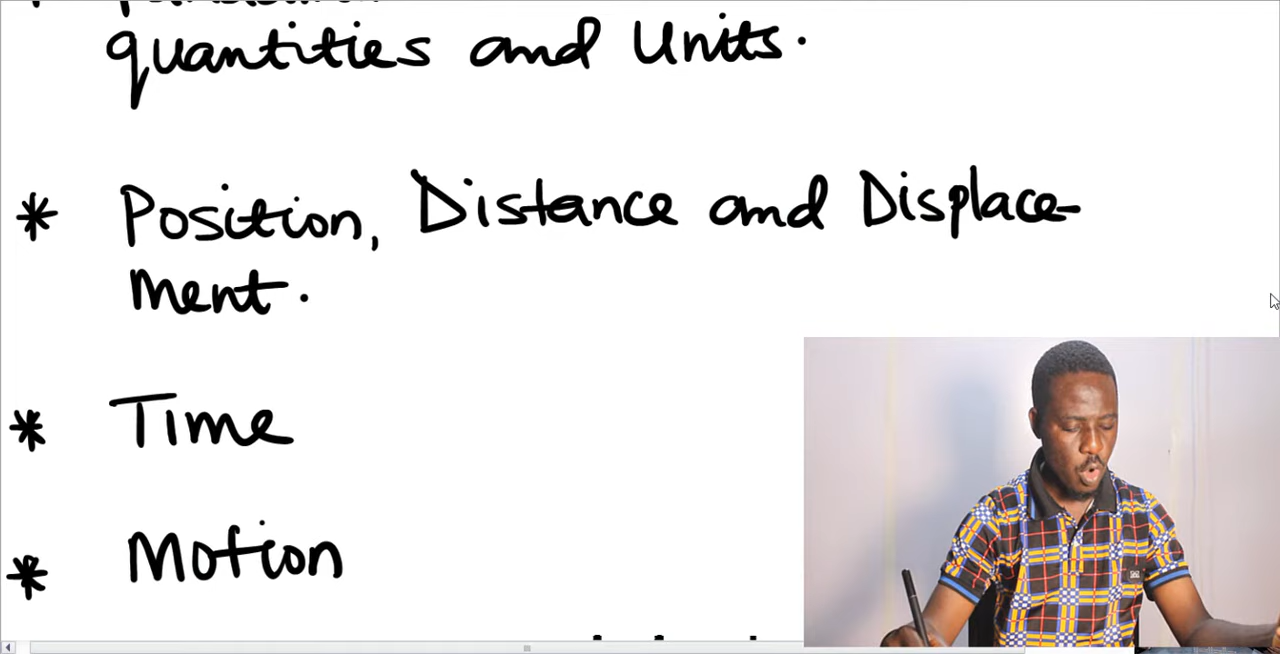 quantities and Units.
* Position, Distance and Displace-
ment.
* Time
* Motion